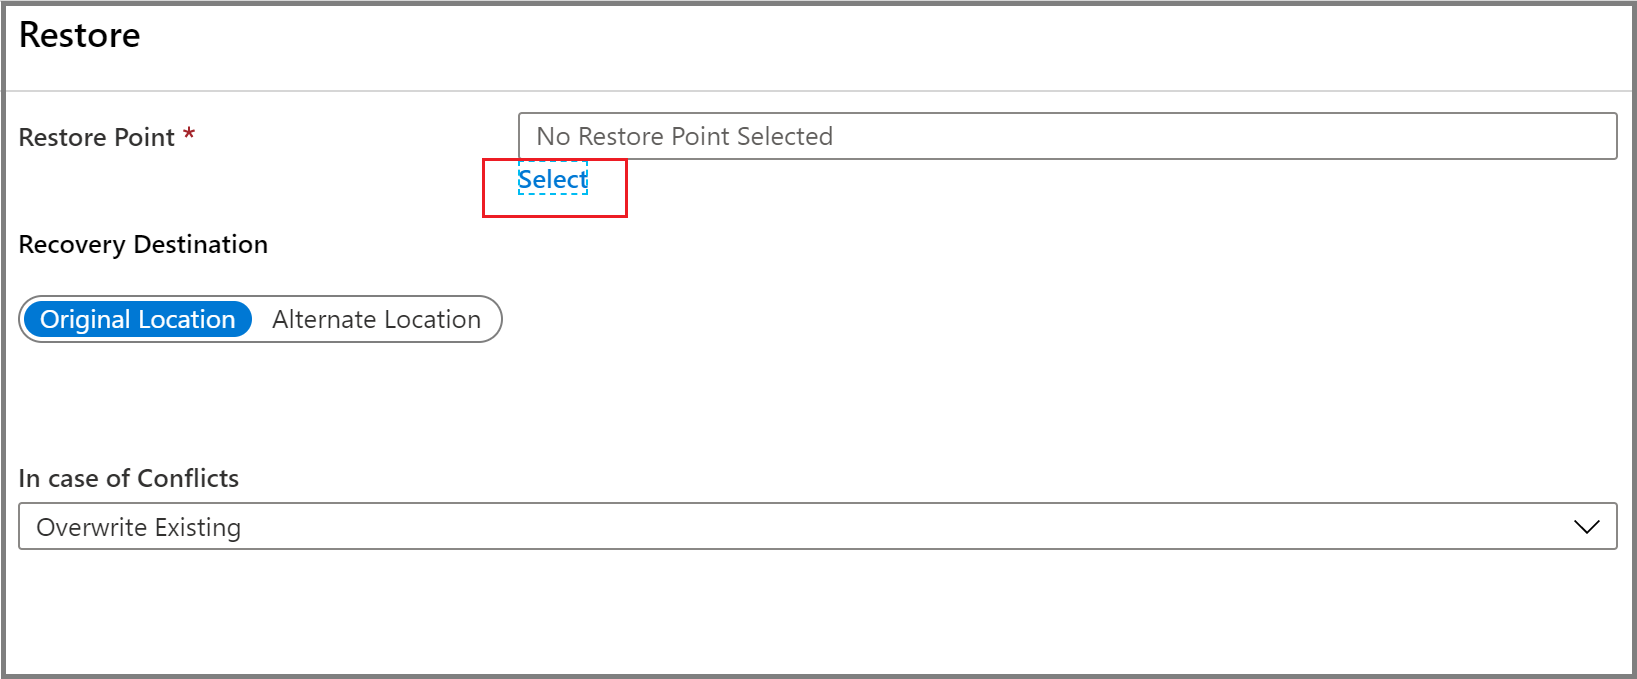 Restore
Restore Point *
No Restore Point Selected
Select
Recovery Destination
Original Location Alternate Location
In case of Conflicts
Overwrite Existing